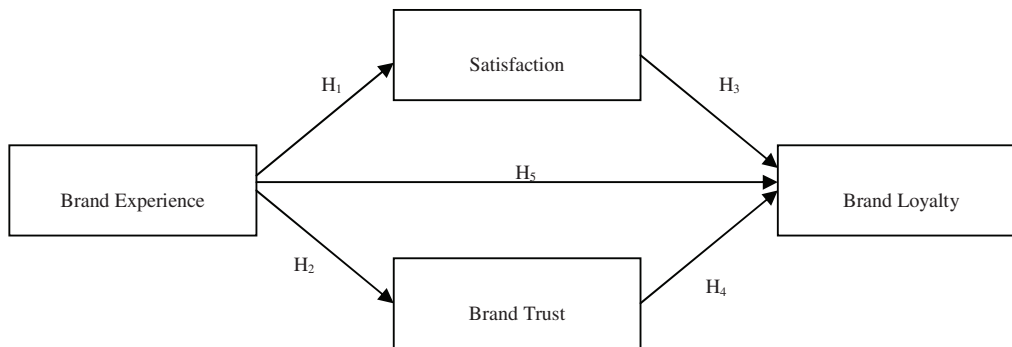 Satisfaction
H₁
H₃
H₅
Brand Experience
Brand Loyalty
H₂
H₄
Brand Trust